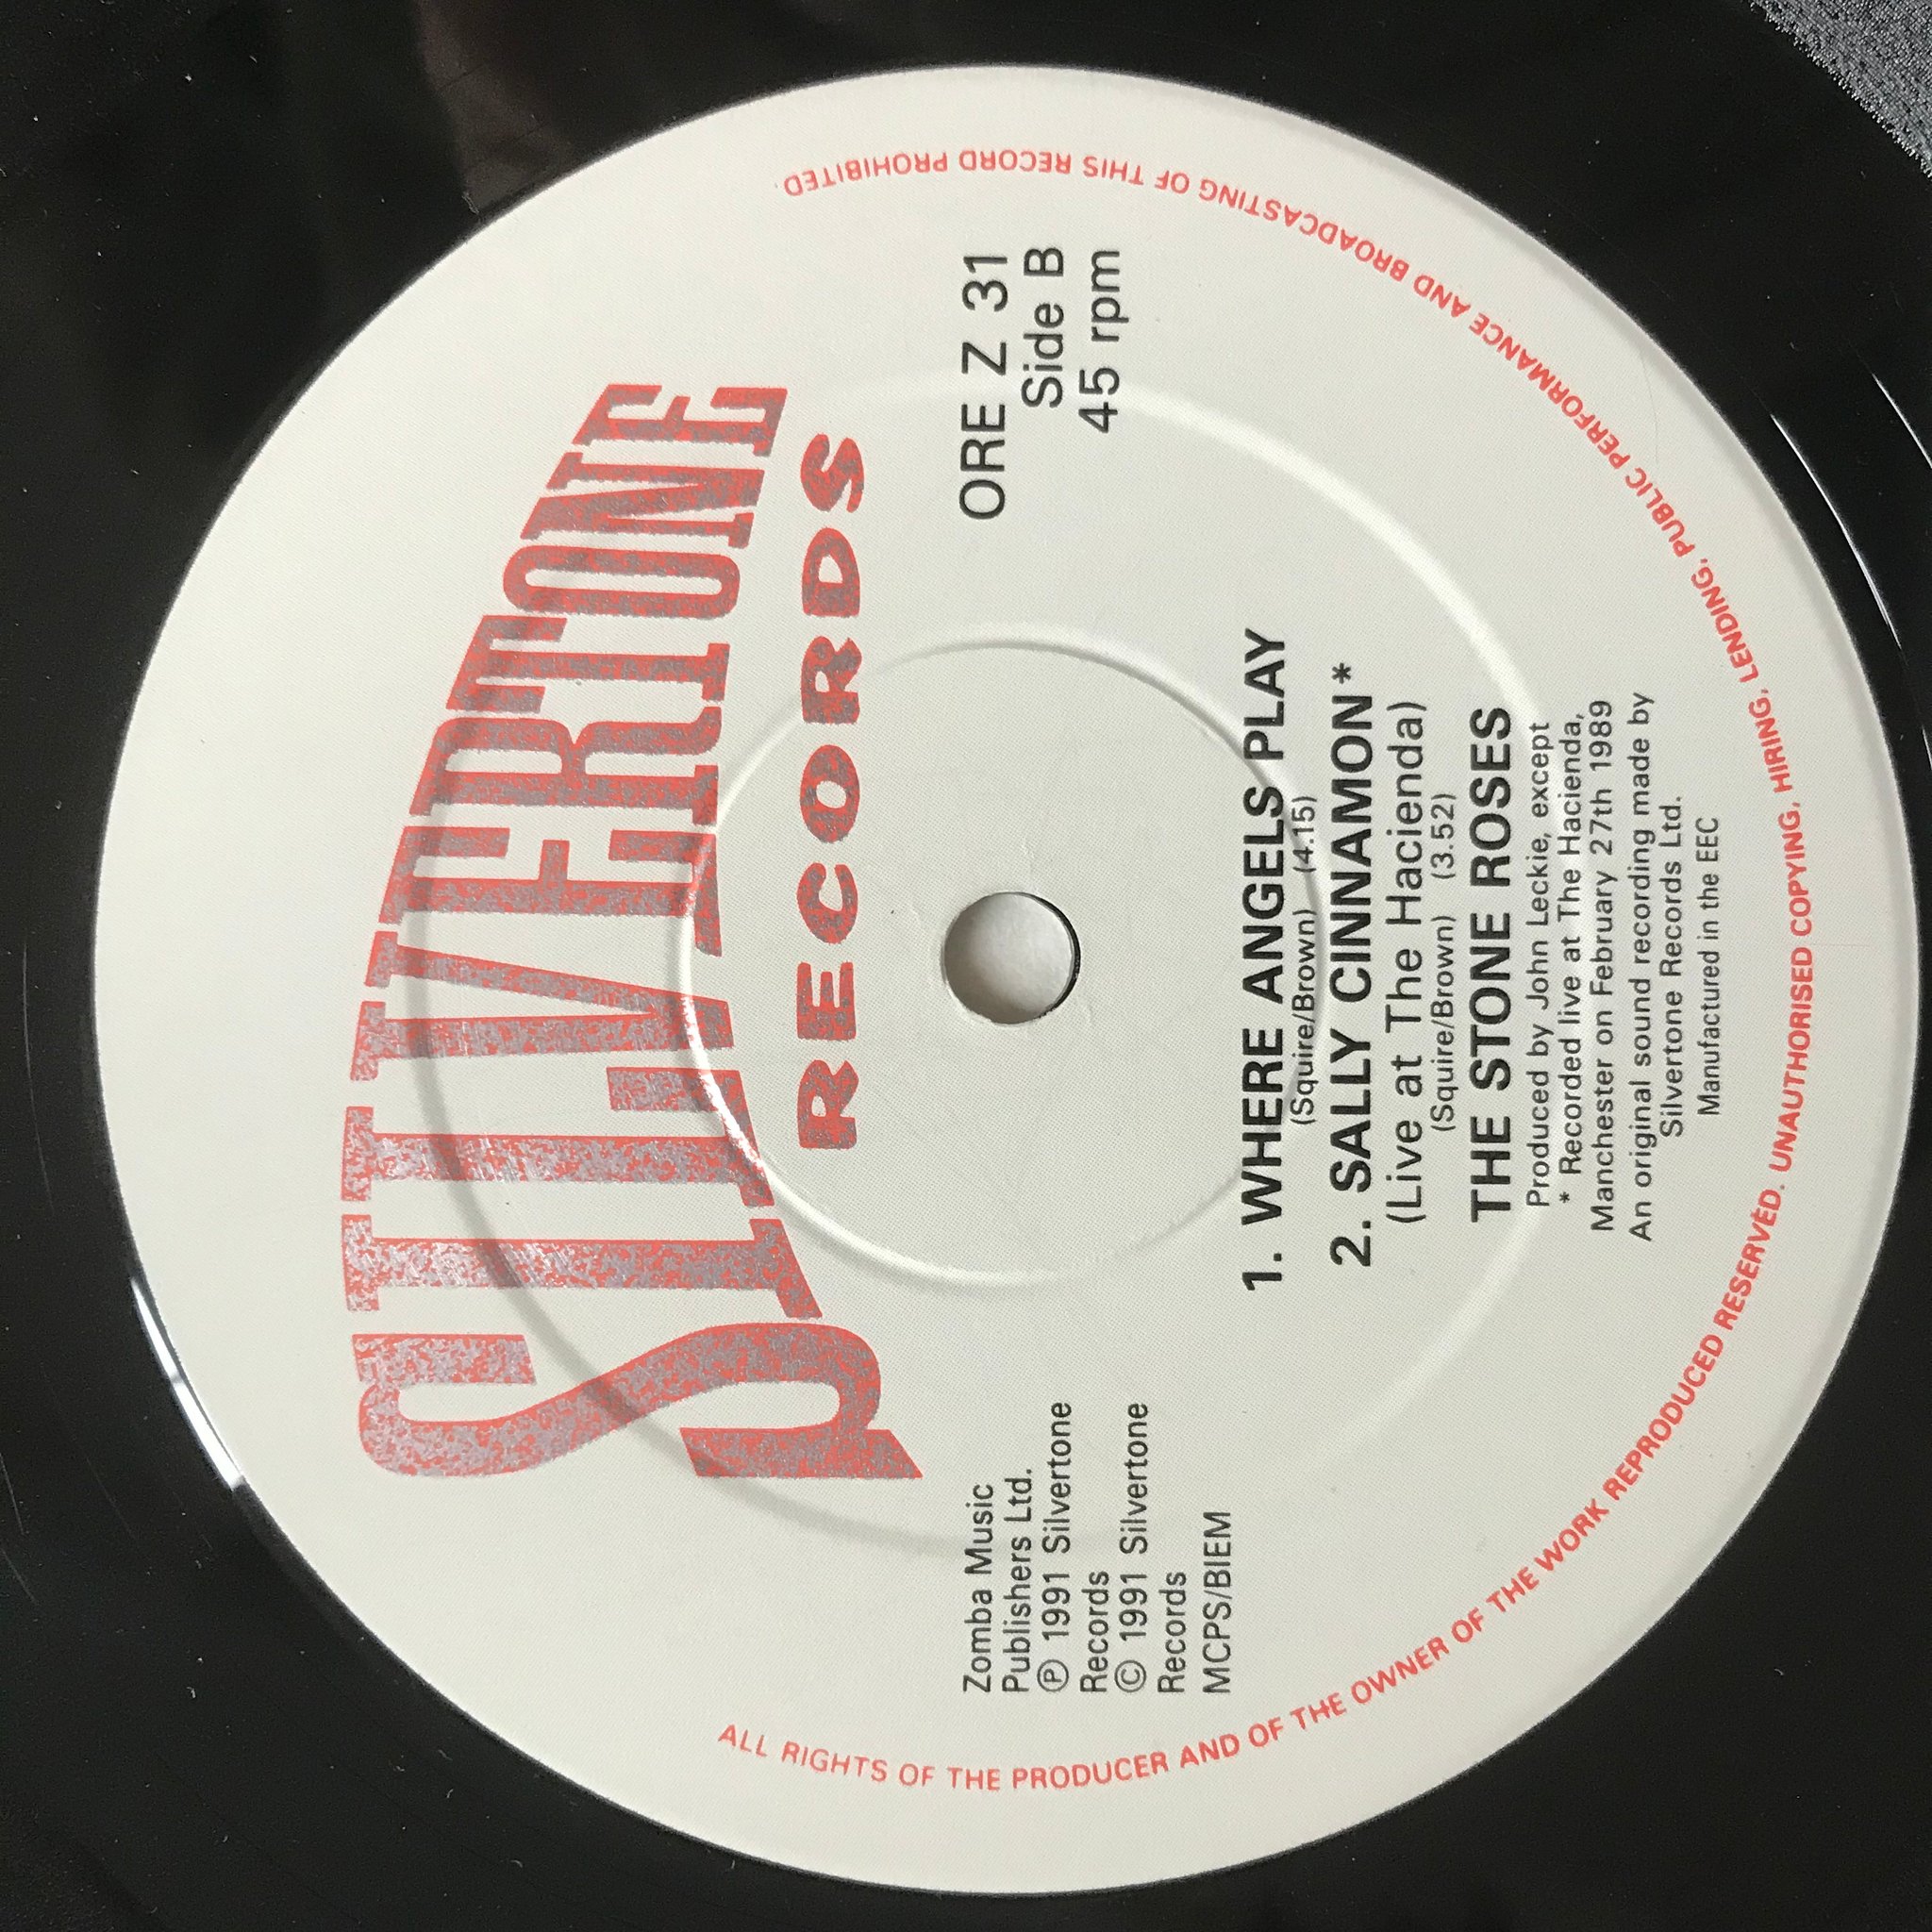 SILVERTONE
RECORDS
Zomba Music
Publishers Ltd.
℗ 1991 Silvertone
Records
© 1991 Silvertone
Records
MCPS/BIEM
ORE Z 31
Side B
45 rpm
1. WHERE ANGELS PLAY
(Squire/Brown) (4.15)
2. SALLY CINNAMON*
(Live at The Hacienda)
(Squire/Brown) (3.52)
THE STONE ROSES
Produced by John Leckie, except
* Recorded live at The Hacienda,
Manchester on February 27th 1989
An original sound recording made by
Silvertone Records Ltd.
Manufactured in the EEC
ALL RIGHTS OF THE PRODUCER AND OF THE OWNER OF THE WORK REPRODUCED RESERVED. UNAUTHORISED COPYING, HIRING, LENDING, PUBLIC PERFORMANCE AND BROADCASTING OF THIS RECORD PROHIBITED.